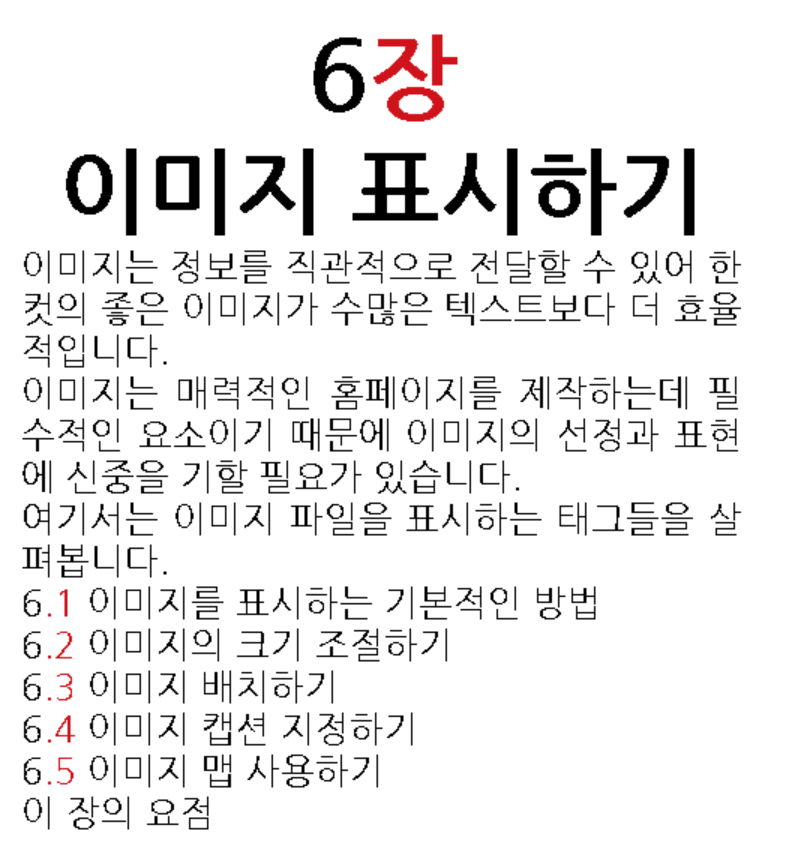 6장
이미지 표시하기
이미지는 정보를 직관적으로 전달할 수 있어 한
컷의 좋은 이미지가 수많은 텍스트보다 더 효율
적입니다.
이미지는 매력적인 홈페이지를 제작하는데 필
수적인 요소이기 때문에 이미지의 선정과 표현
에 신중을 기할 필요가 있습니다.
여기서는 이미지 파일을 표시하는 태그들을 살
펴봅니다.
6.1 이미지를 표시하는 기본적인 방법
6.2 이미지의 크기 조절하기
6.3 이미지 배치하기
6.4 이미지 캡션 지정하기
6.5 이미지 맵 사용하기
이 장의 요점